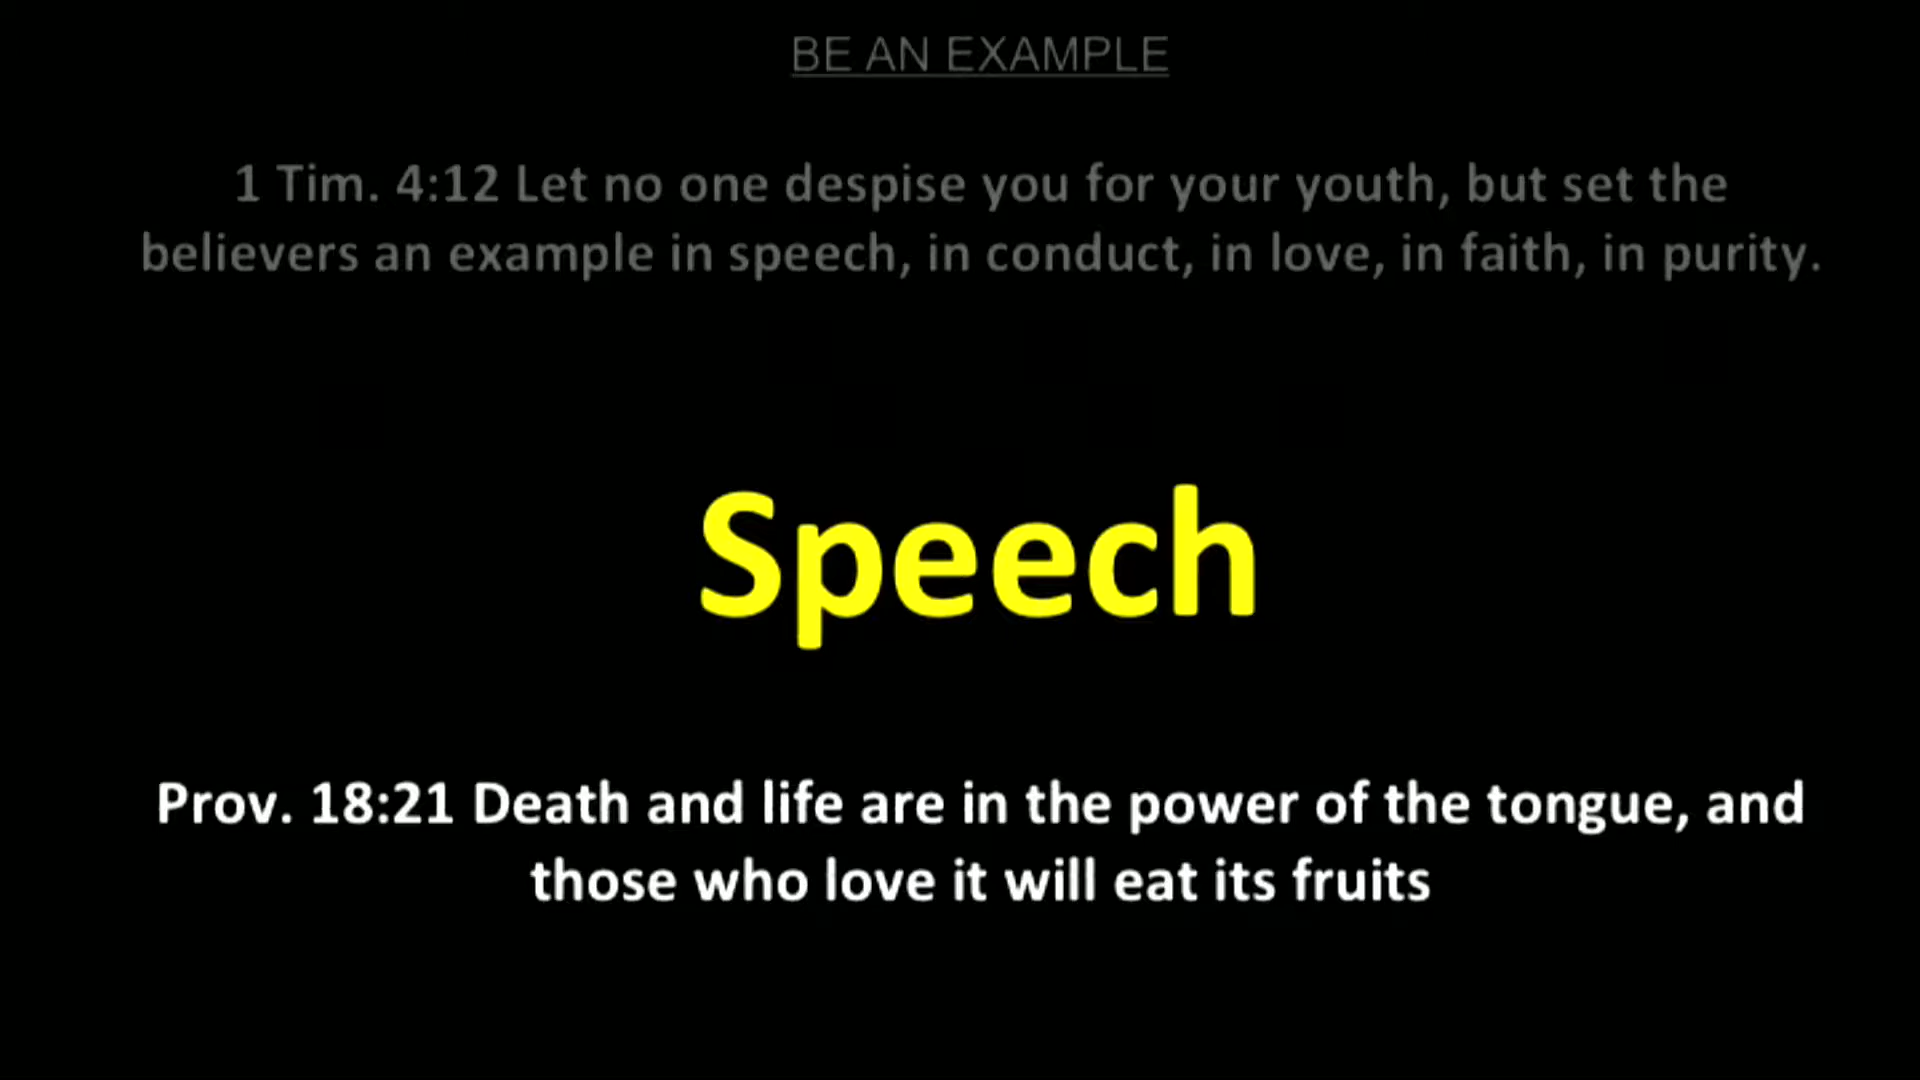 BE AN EXAMPLE
1 Tim. 4:12 Let no one despise you for your youth, but set the
believers an example in speech, in conduct, in love, in faith, in purity.
Speech
Prov. 18:21 Death and life are in the power of the tongue, and
those who love it will eat its fruits